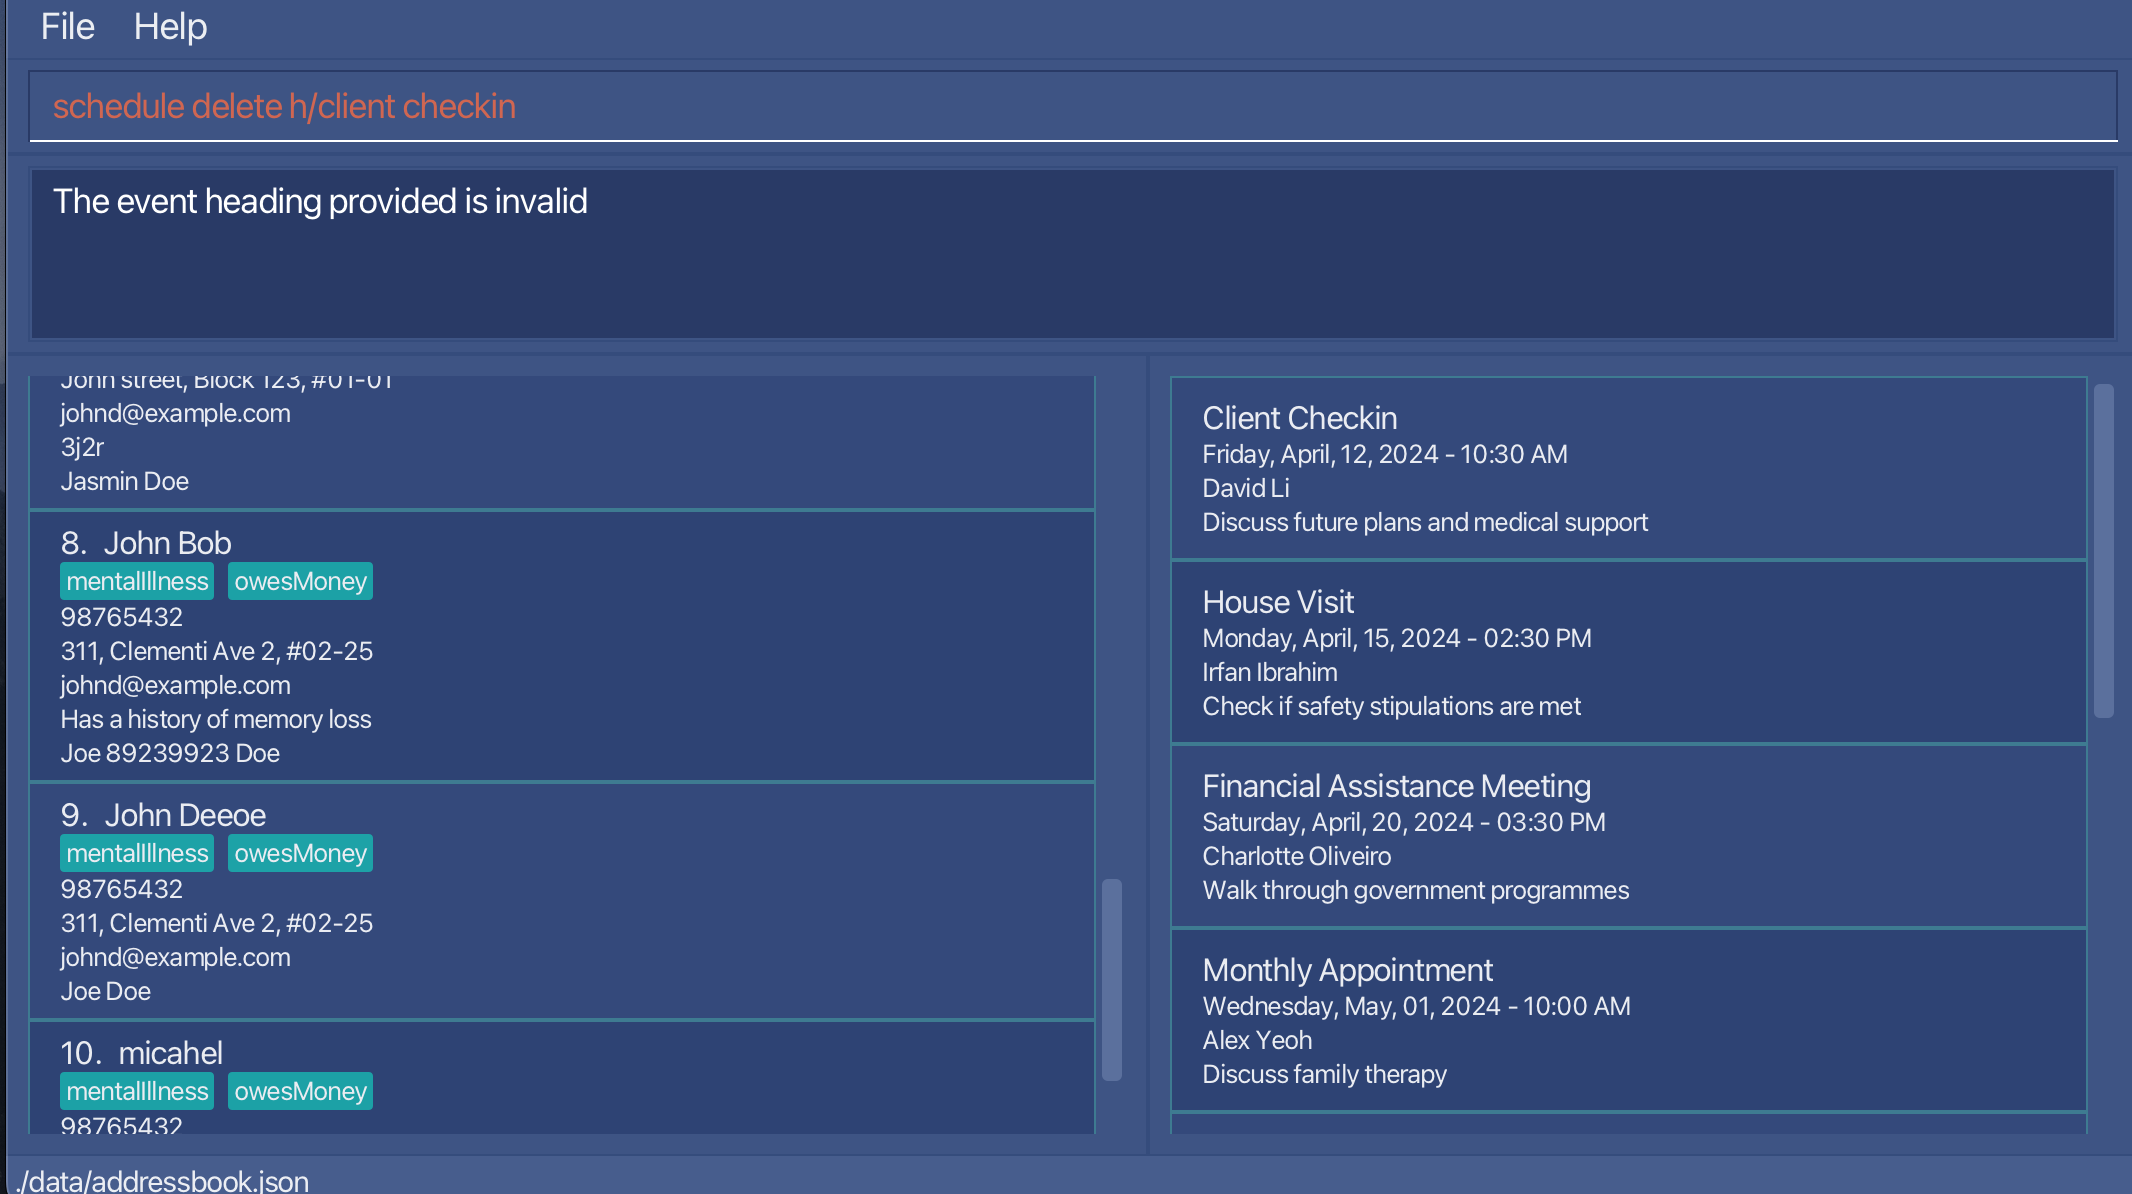 File Help
schedule delete h/client checkin
The event heading provided is invalid
John street, Block 123, #01-01
johnd@example.com
3j2r
Jasmin Doe
8. John Bob
mentalIllness owesMoney
98765432
311, Clementi Ave 2, #02-25
johnd@example.com
Has a history of memory loss
Joe 89239923 Doe
9. John Deeoe
mentalIllness owesMoney
98765432
311, Clementi Ave 2, #02-25
johnd@example.com
Joe Doe
10. micahel
mentalIllness owesMoney
98765432
Client Checkin
Friday, April, 12, 2024 - 10:30 AM
David Li
Discuss future plans and medical support
House Visit
Monday, April, 15, 2024 - 02:30 PM
Irfan Ibrahim
Check if safety stipulations are met
Financial Assistance Meeting
Saturday, April, 20, 2024 - 03:30 PM
Charlotte Oliveiro
Walk through government programmes
Monthly Appointment
Wednesday, May, 01, 2024 - 10:00 AM
Alex Yeoh
Discuss family therapy
./data/addressbook.json